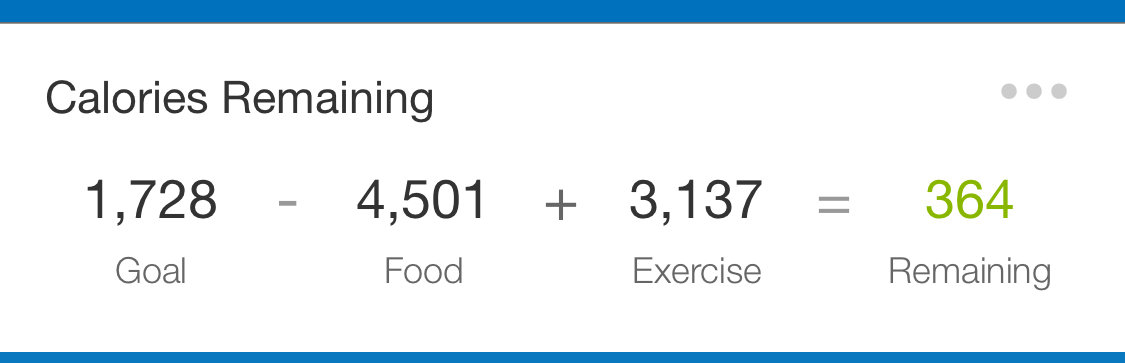 Calories Remaining
1,728 - 4,501 + 3,137 = 364
Goal Food Exercise Remaining